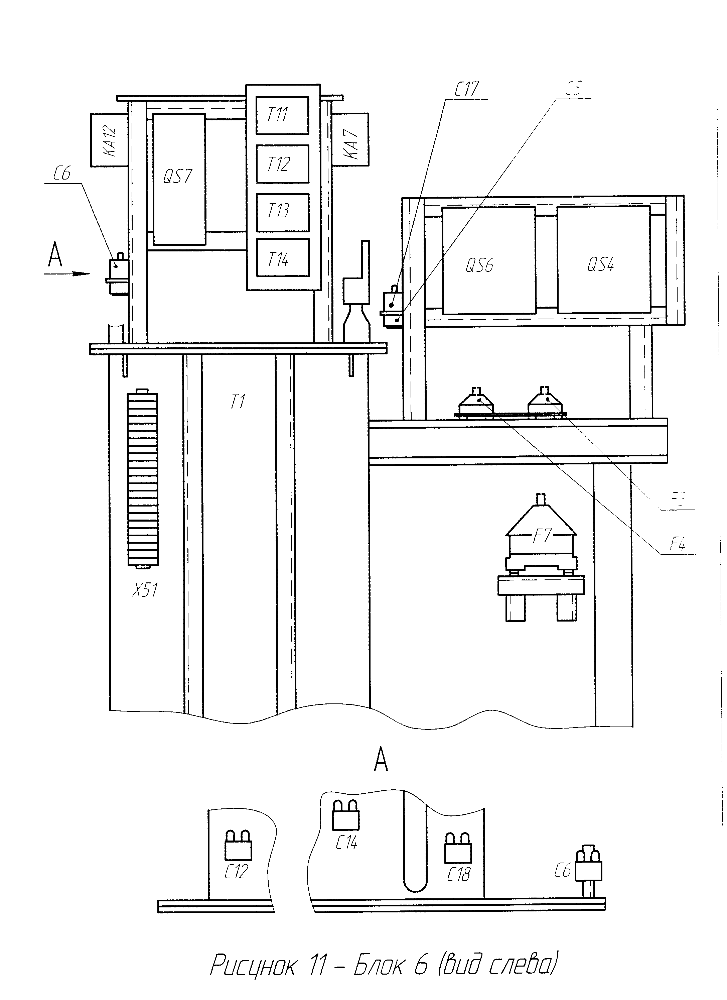 C17
T11
KA12
KA7
T12
C6
QS7
T13
A
T14
QS6
QS4
T1
F7
F4
X51
A
C14
C12
C18
C6
Рисунок 11 - Блок 6 (вид слева)